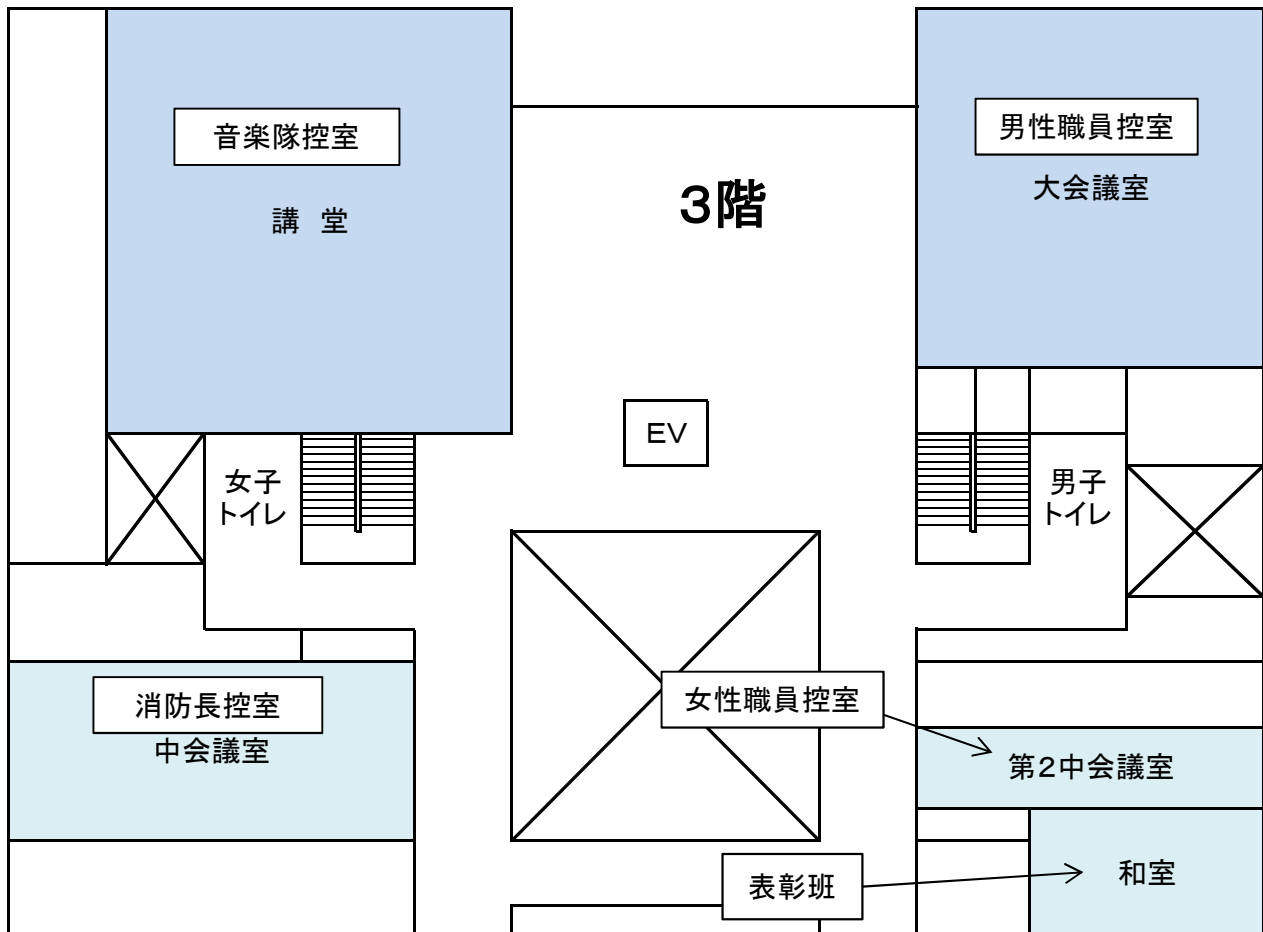 音楽隊控室
講　堂
3階
男性職員控室
大会議室
EV
女子
トイレ
男子
トイレ
消防長控室
中会議室
女性職員控室
第2中会議室
表彰班
和室